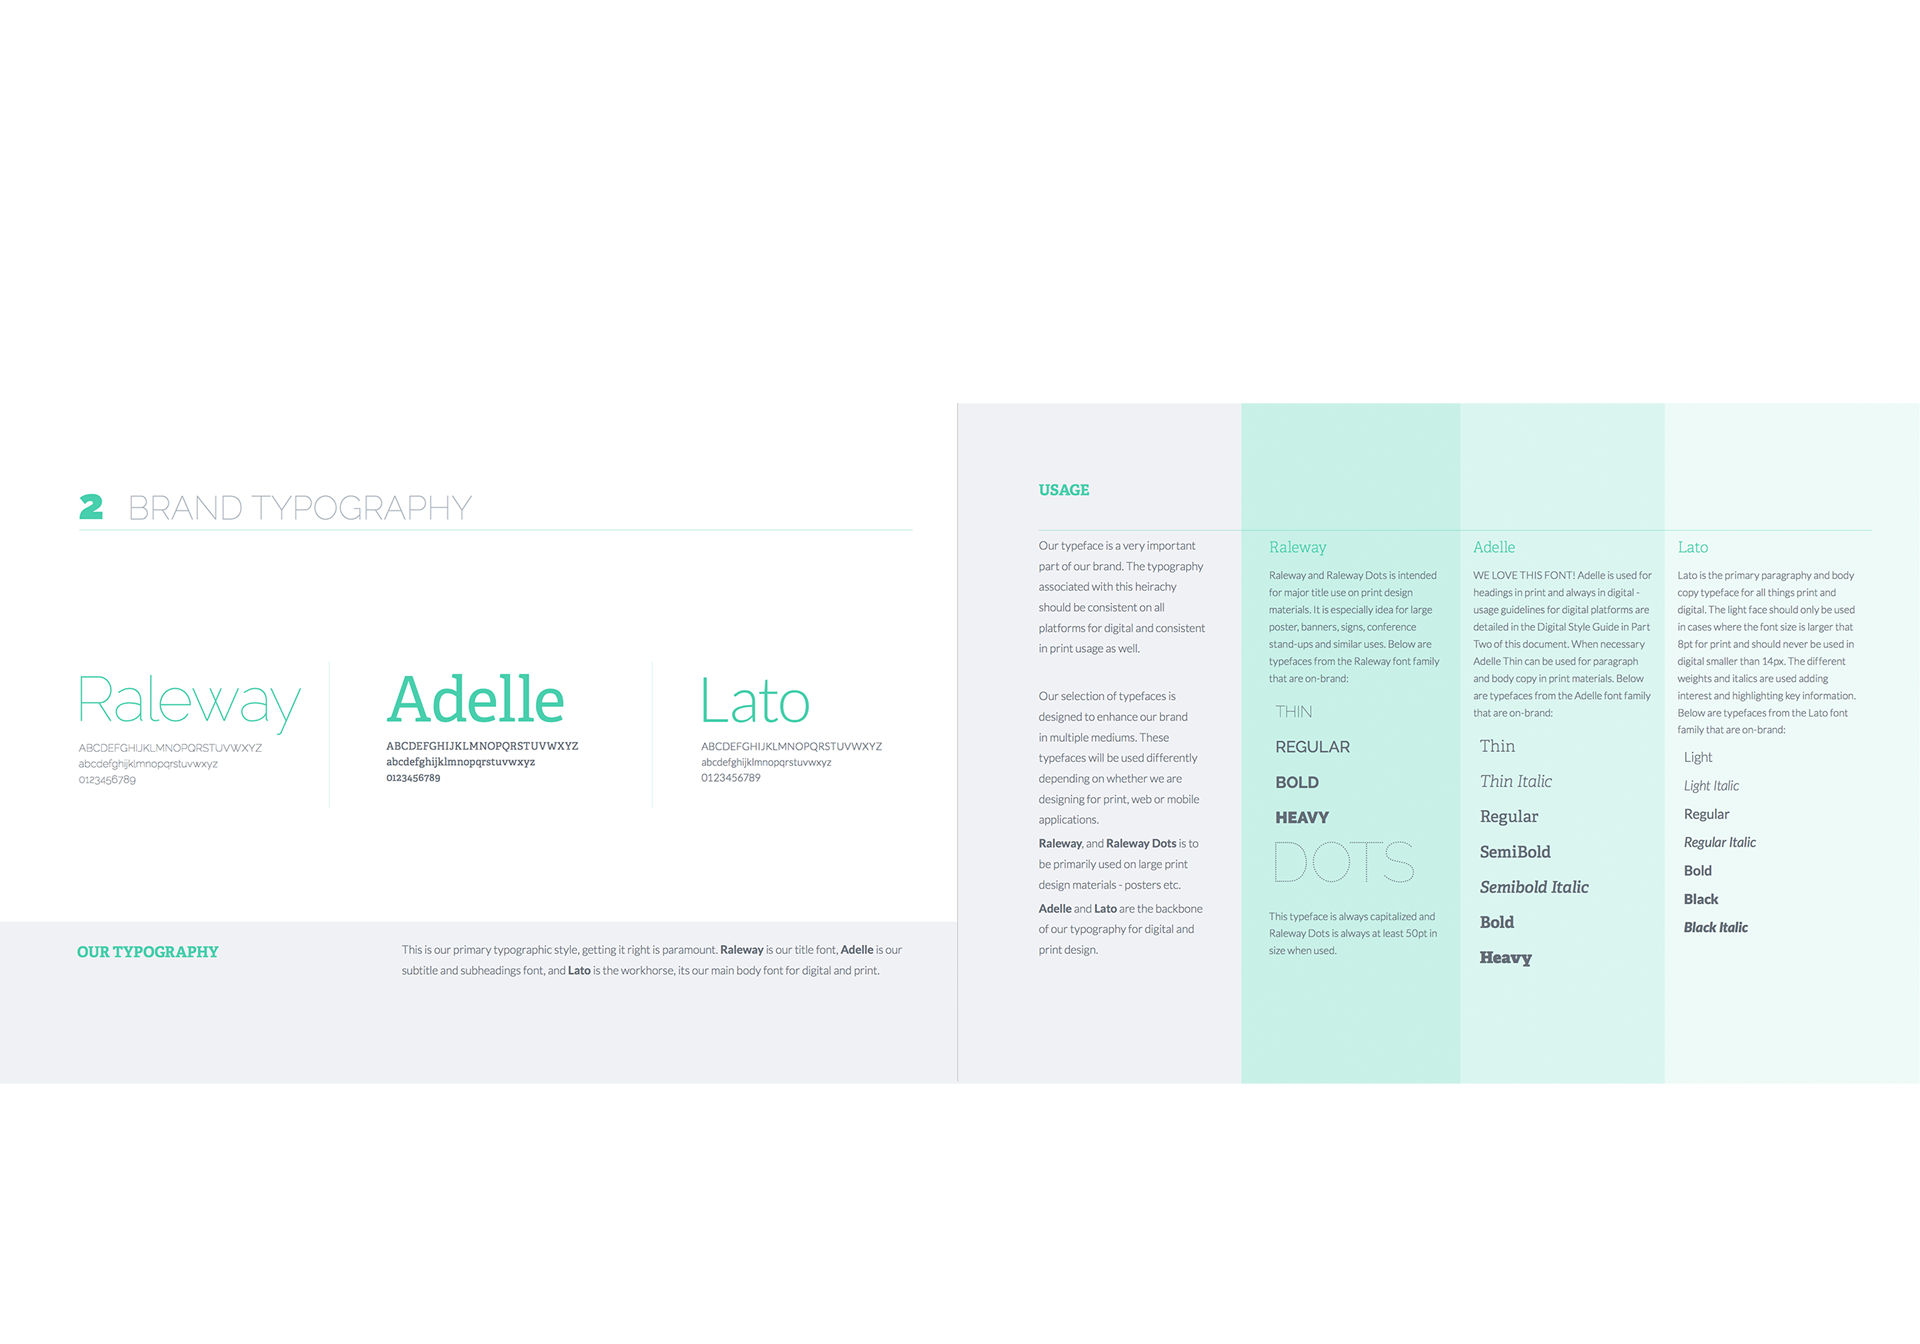 2 BRAND TYPOGRAPHY
Raleway
ABCDEFGHIJKLMNOPQRSTUVWXYZ
abcdefghijklmnopqrstuvwxyz
0123456789
Adelle
ABCDEFGHIJKLMNOPQRSTUVWXYZ
abcdefghijklmnopqrstuvwxyz
0123456789
Lato
ABCDEFGHIJKLMNOPQRSTUVWXYZ
abcdefghijklmnopqrstuvwxyz
0123456789
OUR TYPOGRAPHY
This is our primary typographic style, getting it right is paramount. Raleway is our title font, Adelle is our
subtitle and subheadings font, and Lato is the workhorse, its our main body font for digital and print.
USAGE
Our typeface is a very important
part of our brand. The typography
associated with this heirachy
should be consistent on all
platforms for digital and consistent
in print usage as well.
Our selection of typefaces is
designed to enhance our brand
in multiple mediums. These
typefaces will be used differently
depending on whether we are
designing for print, web or mobile
applications.
Raleway, and Raleway Dots is to
be primarily used on large print
design materials - posters etc.
Adelle and Lato are the backbone
of our typography for digital and
print design.
Raleway
Raleway and Raleway Dots is intended
for major title use on print design
materials. It is especially idea for large
poster, banners, signs, conference
stand-ups and similar uses. Below are
typefaces from the Raleway font family
that are on-brand:
THIN
REGULAR
BOLD
HEAVY
DOTS
This typeface is always capitalized and
Raleway Dots is always at least 50pt in
size when used.
Adelle
WE LOVE THIS FONT! Adelle is used for
headings in print and always in digital -
usage guidelines for digital platforms are
detailed in the Digital Style Guide in Part
Two of this document. When necessary
Adelle Thin can be used for paragraph
and body copy in print materials. Below
are typefaces from the Adelle font family
that are on-brand:
Thin
Thin Italic
Regular
SemiBold
Semibold Italic
Bold
Heavy
Lato
Lato is the primary paragraph and body
copy typeface for all things print and
digital. The light face should only be used
in cases where the font size is larger that
8pt for print and should never be used in
digital smaller than 14px. The different
weights and italics are used adding
interest and highlighting key information.
Below are typefaces from the Lato font
family that are on-brand:
Light
Light Italic
Regular
Regular Italic
Bold
Black
Black Italic